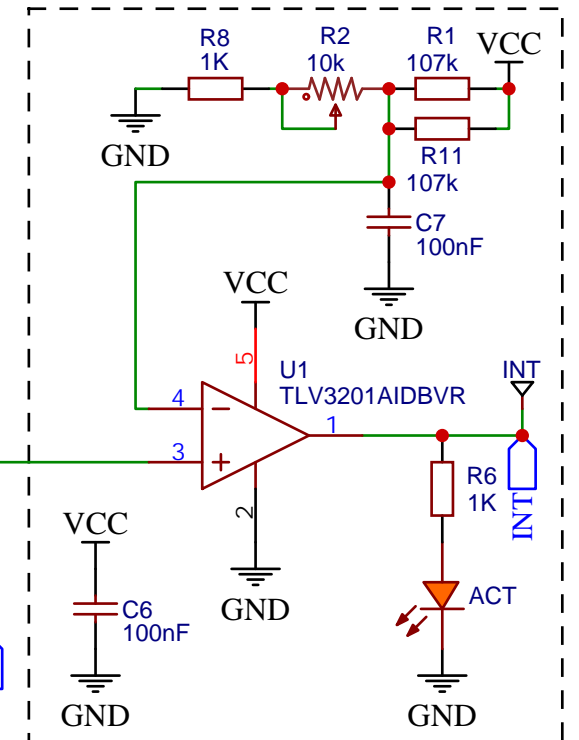 R8
1K
R2
10k
R1
107k
VCC
GND
R11
107k
C7
100nF
GND
VCC
5
U1
TLV3201AIDBVR
INT
4
1
3
R6
1K
INT
2
VCC
GND
C6
100nF
ACT
GND
GND